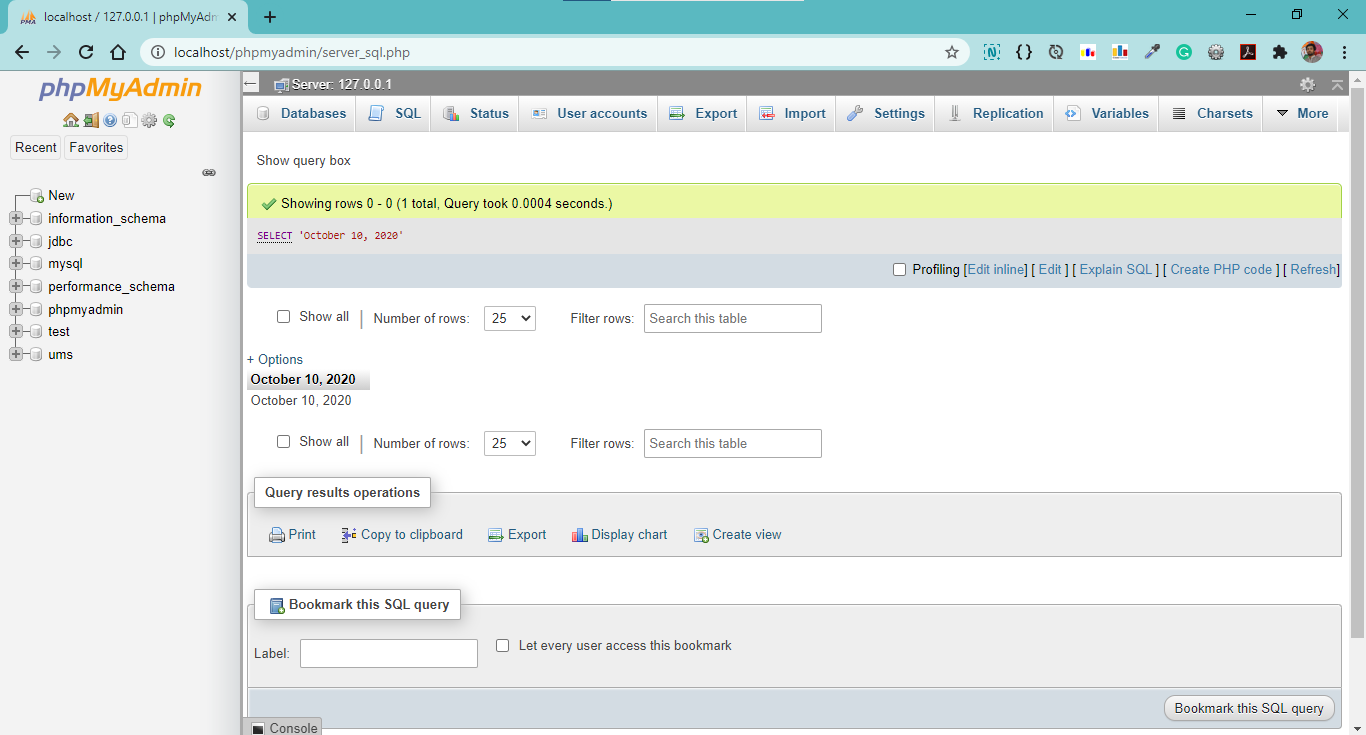 localhost / 127.0.0.1 | phpMyAdm
localhost/phpmyadmin/server_sql.php
phpMyAdmin
Recent Favorites
New
information_schema
jdbc
mysql
performance_schema
phpmyadmin
test
ums
Server: 127.0.0.1
Databases SQL Status User accounts Export Import Settings Replication Variables Charsets More
Show query box
Showing rows 0 - 0 (1 total, Query took 0.0004 seconds.)
SELECT 'October 10, 2020'
Profiling [Edit inline] [ Edit ] [ Explain SQL ] [ Create PHP code ] [ Refresh]
Show all | Number of rows: 25 Filter rows: Search this table
+ Options
October 10, 2020
October 10, 2020
Show all | Number of rows: 25 Filter rows: Search this table
Query results operations
Print Copy to clipboard Export Display chart Create view
Bookmark this SQL query
Label: Let every user access this bookmark
Bookmark this SQL query
Console